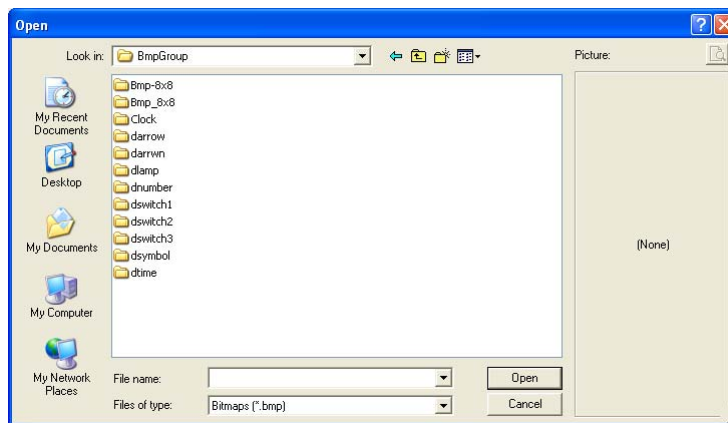 Open
Look in: BmpGroup
Picture:
My Recent
Documents
Desktop
My Documents
My Computer
My Network
Places
Bmp-8x8
Bmp_8x8
Clock
darrow
darrwn
dlamp
dnumber
dswitch1
dswitch2
dswitch3
dsymbol
dtime
(None)
File name:
Open
Files of type: Bitmaps (*.bmp)
Cancel